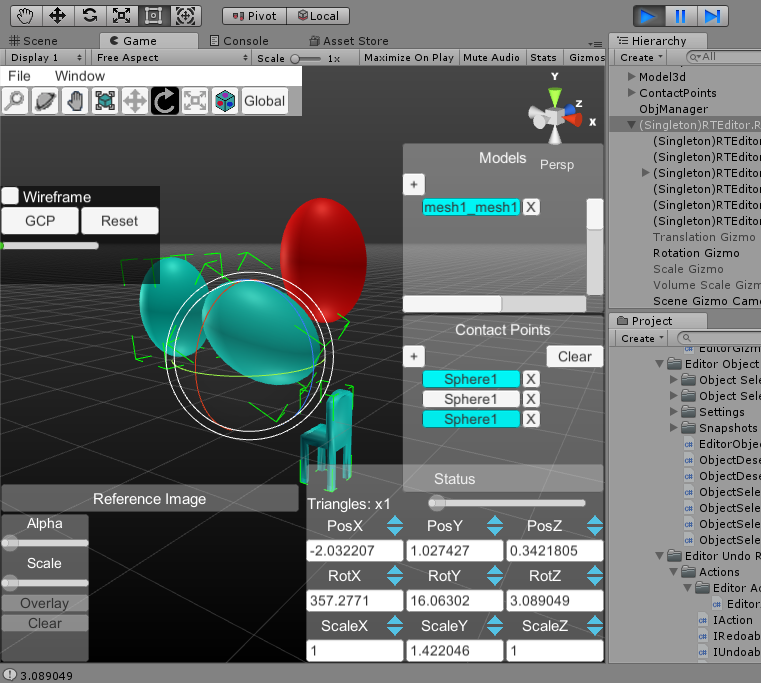 Pivot Local
Scene Game Console Asset Store Hierarchy
Display 1 Free Aspect Scale 1x Maximize On Play Mute Audio Stats Gizmos Create All
File Window
Global
Y
Z
X
Persp
Model3d
ContactPoints
ObjManager
(Singleton)RTEditor.R
(Singleton)RTEditor
(Singleton)RTEditor
(Singleton)RTEditor
(Singleton)RTEditor
(Singleton)RTEditor
(Singleton)RTEditor
Translation Gizmo
Rotation Gizmo
Scale Gizmo
Volume Scale Gizm
Scene Gizmo Came
Models
+
mesh1_mesh1 X
Wireframe
GCP Reset
Contact Points
+ Clear
Sphere1 X
Sphere1 X
Sphere1 X
Project
Create
EditorGizm
Editor Object
Object Sele
Object Sele
Settings
Snapshots
EditorObje
ObjectDese
ObjectDese
ObjectSele
ObjectSele
ObjectSele
ObjectSele
Editor Undo R
Actions
Editor Ac
Editor
IAction
IRedoab
IUndoab
Status
Triangles: x1
PosX PosY PosZ
-2.032207 1.027427 0.3421805
RotX RotY RotZ
357.2771 16.06302 3.089049
ScaleX ScaleY ScaleZ
1 1.422046 1
Reference Image
Alpha
Scale
Overlay
Clear
3.089049